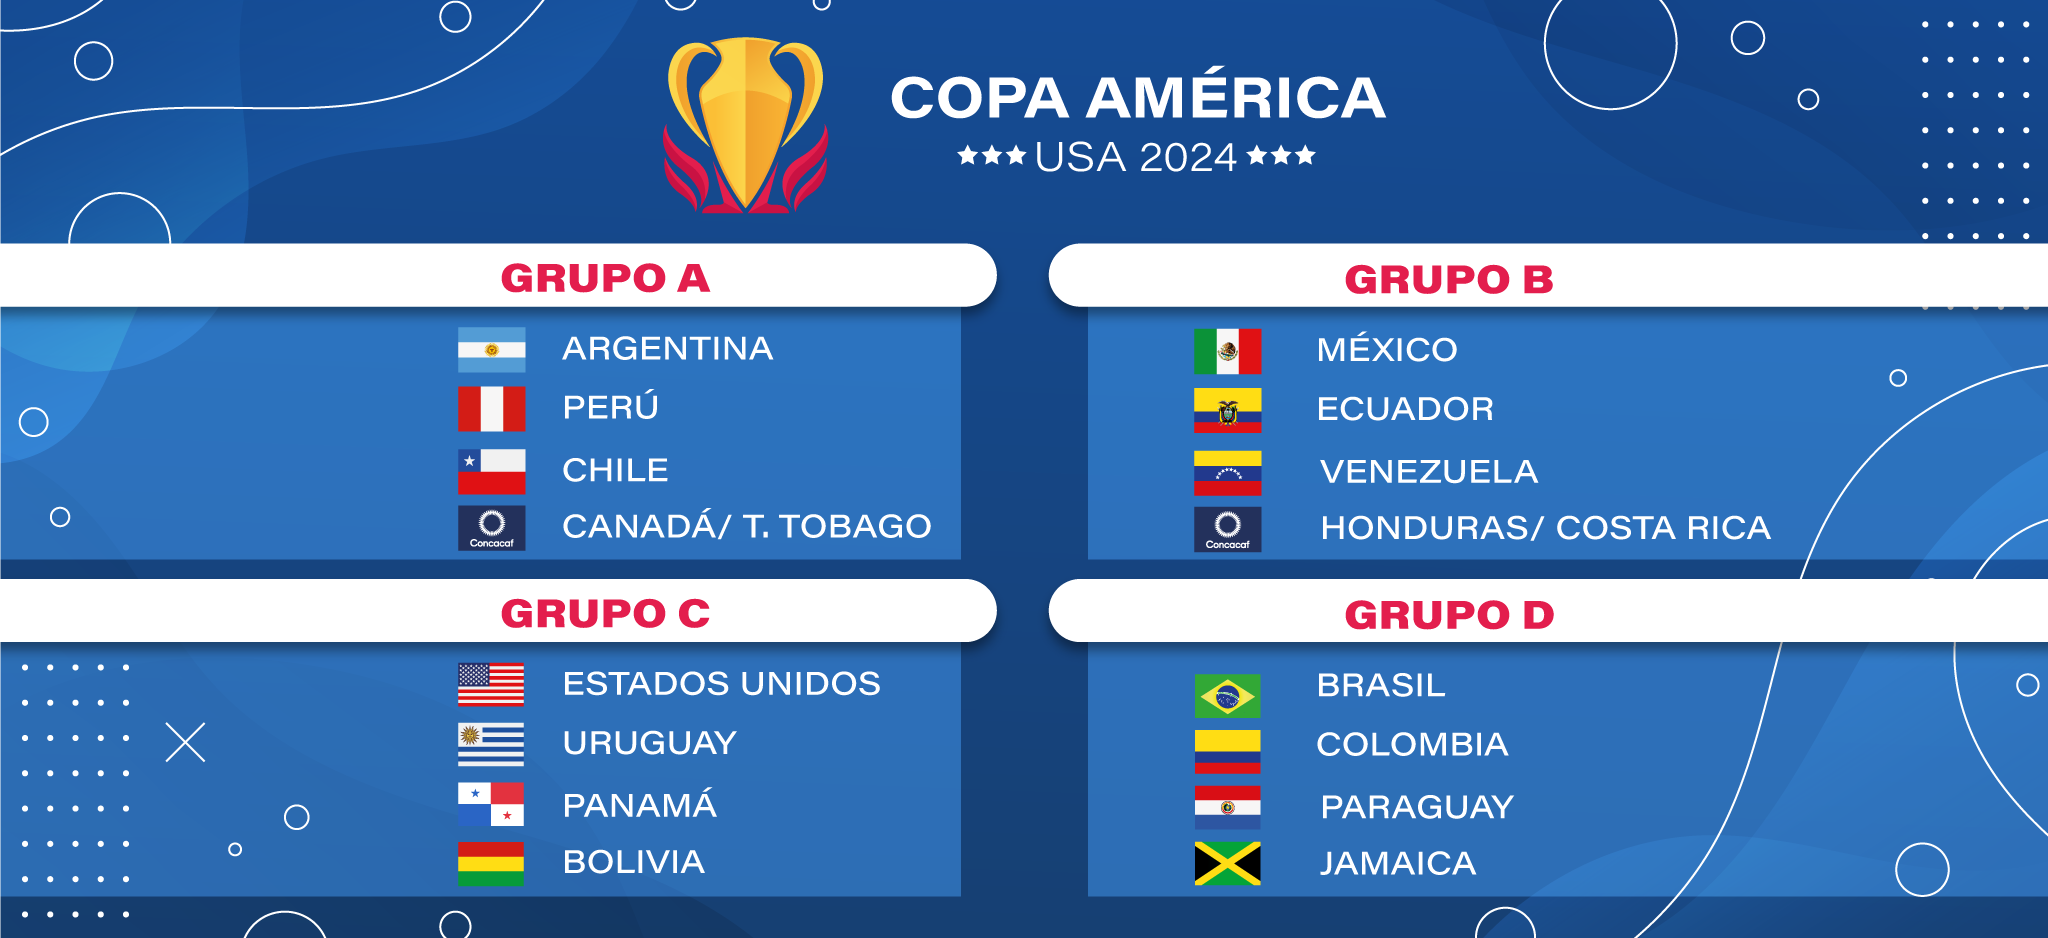 COPA AMÉRICA
USA 2024
GRUPO A
ARGENTINA
PERÚ
CHILE
Concacaf
CANADÁ/ T. TOBAGO
GRUPO B
MÉXICO
ECUADOR
VENEZUELA
Concacaf
HONDURAS/ COSTA RICA
GRUPO C
ESTADOS UNIDOS
URUGUAY
PANAMÁ
BOLIVIA
GRUPO D
BRASIL
COLOMBIA
PARAGUAY
JAMAICA